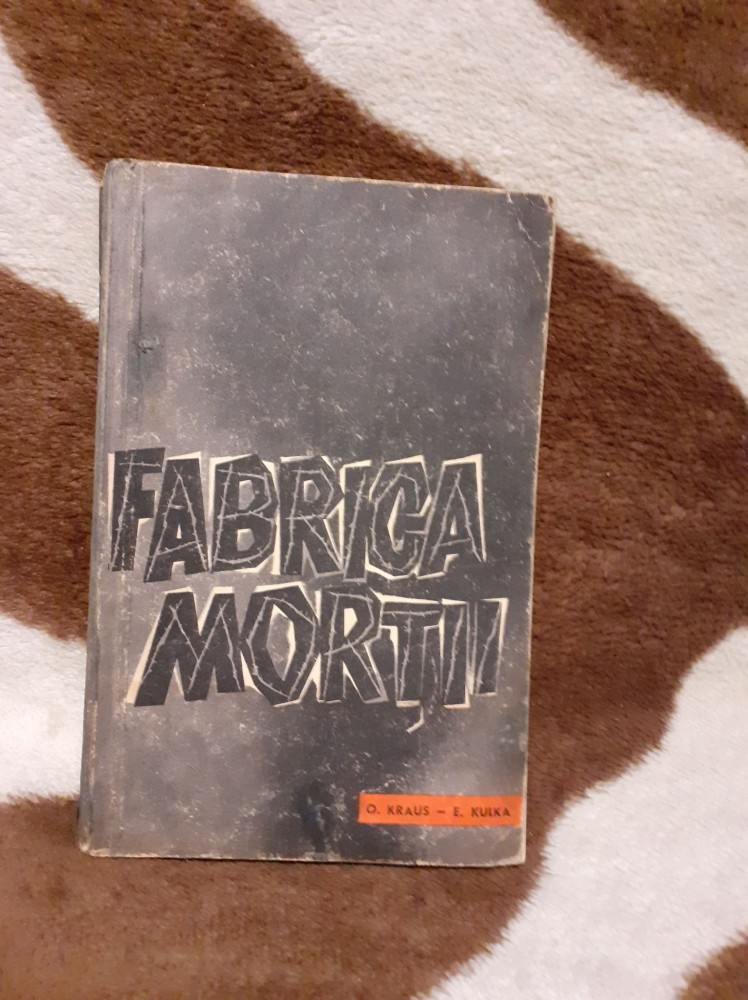 FABRICA
MORȚII
O. KRAUS – E. KULKA